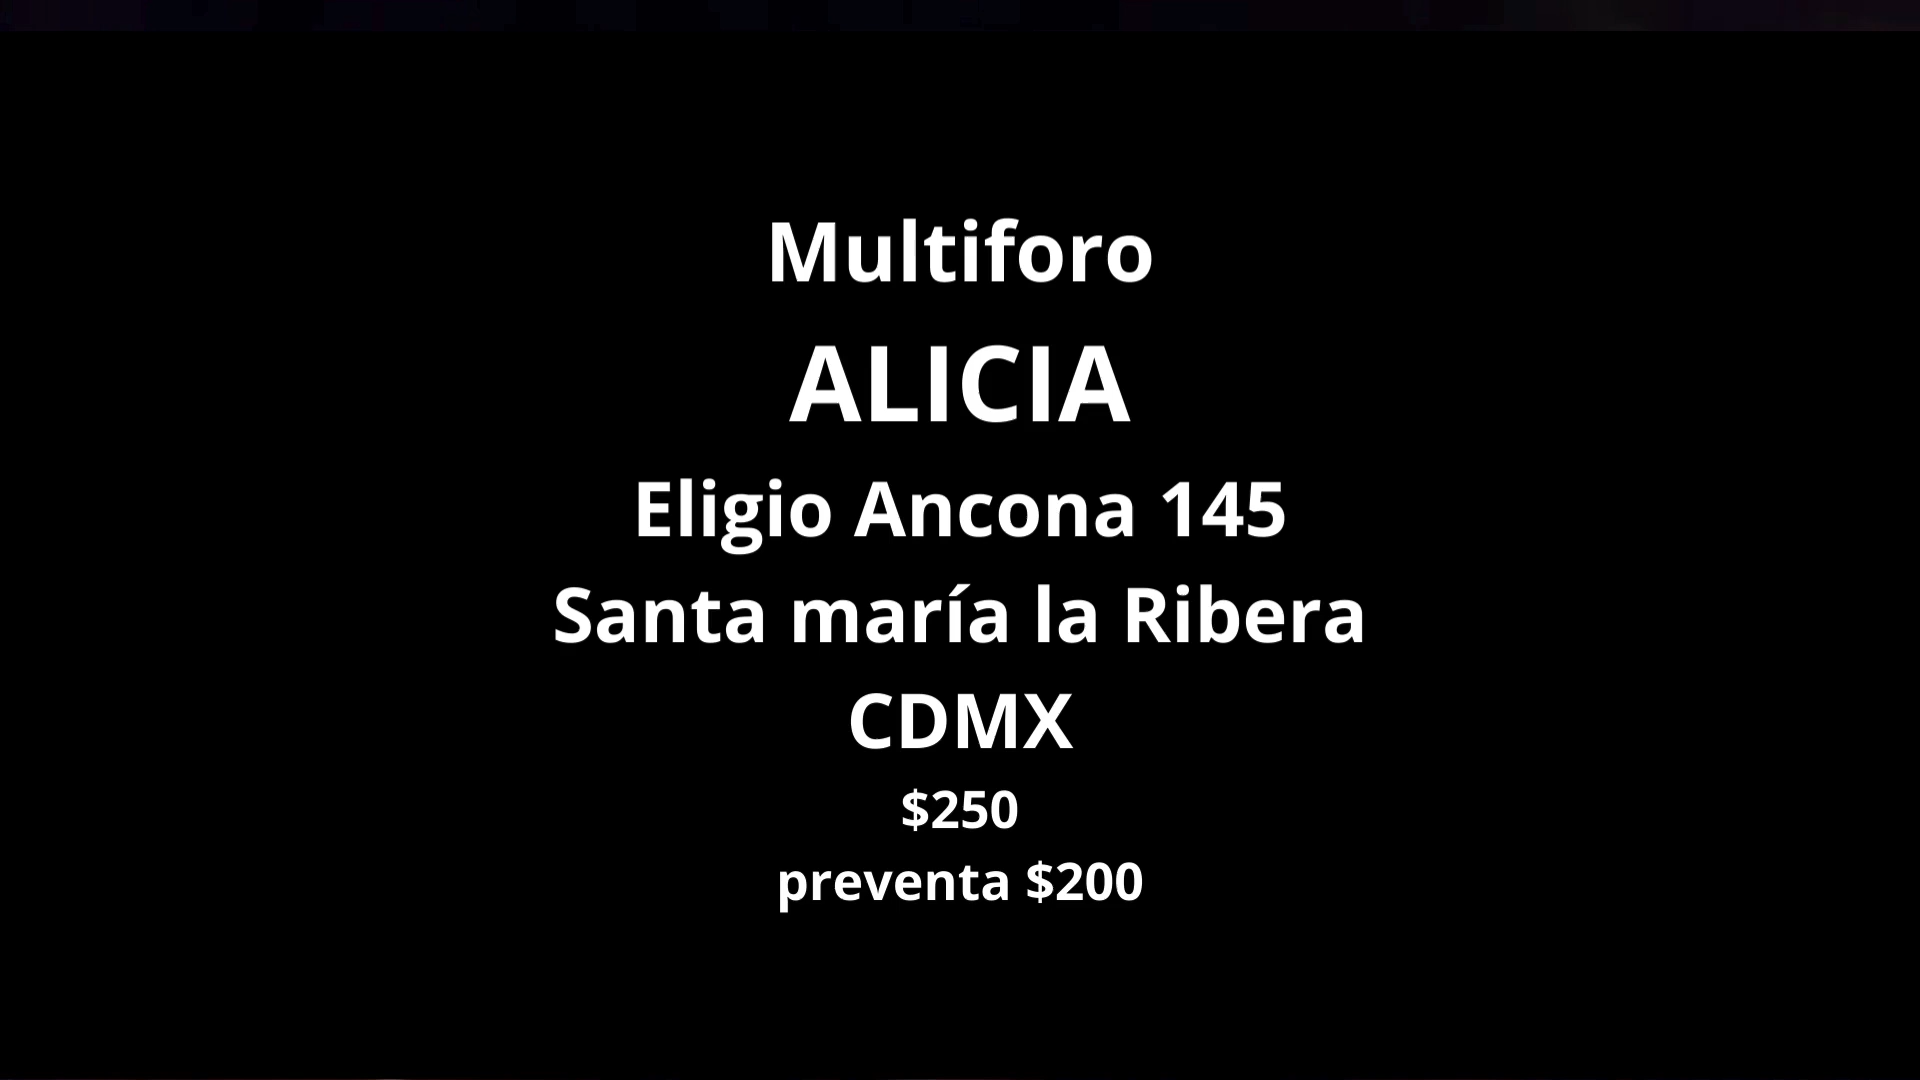 Multiforo
ALICIA
Eligio Ancona 145
Santa maría la Ribera
CDMX
$250
preventa $200